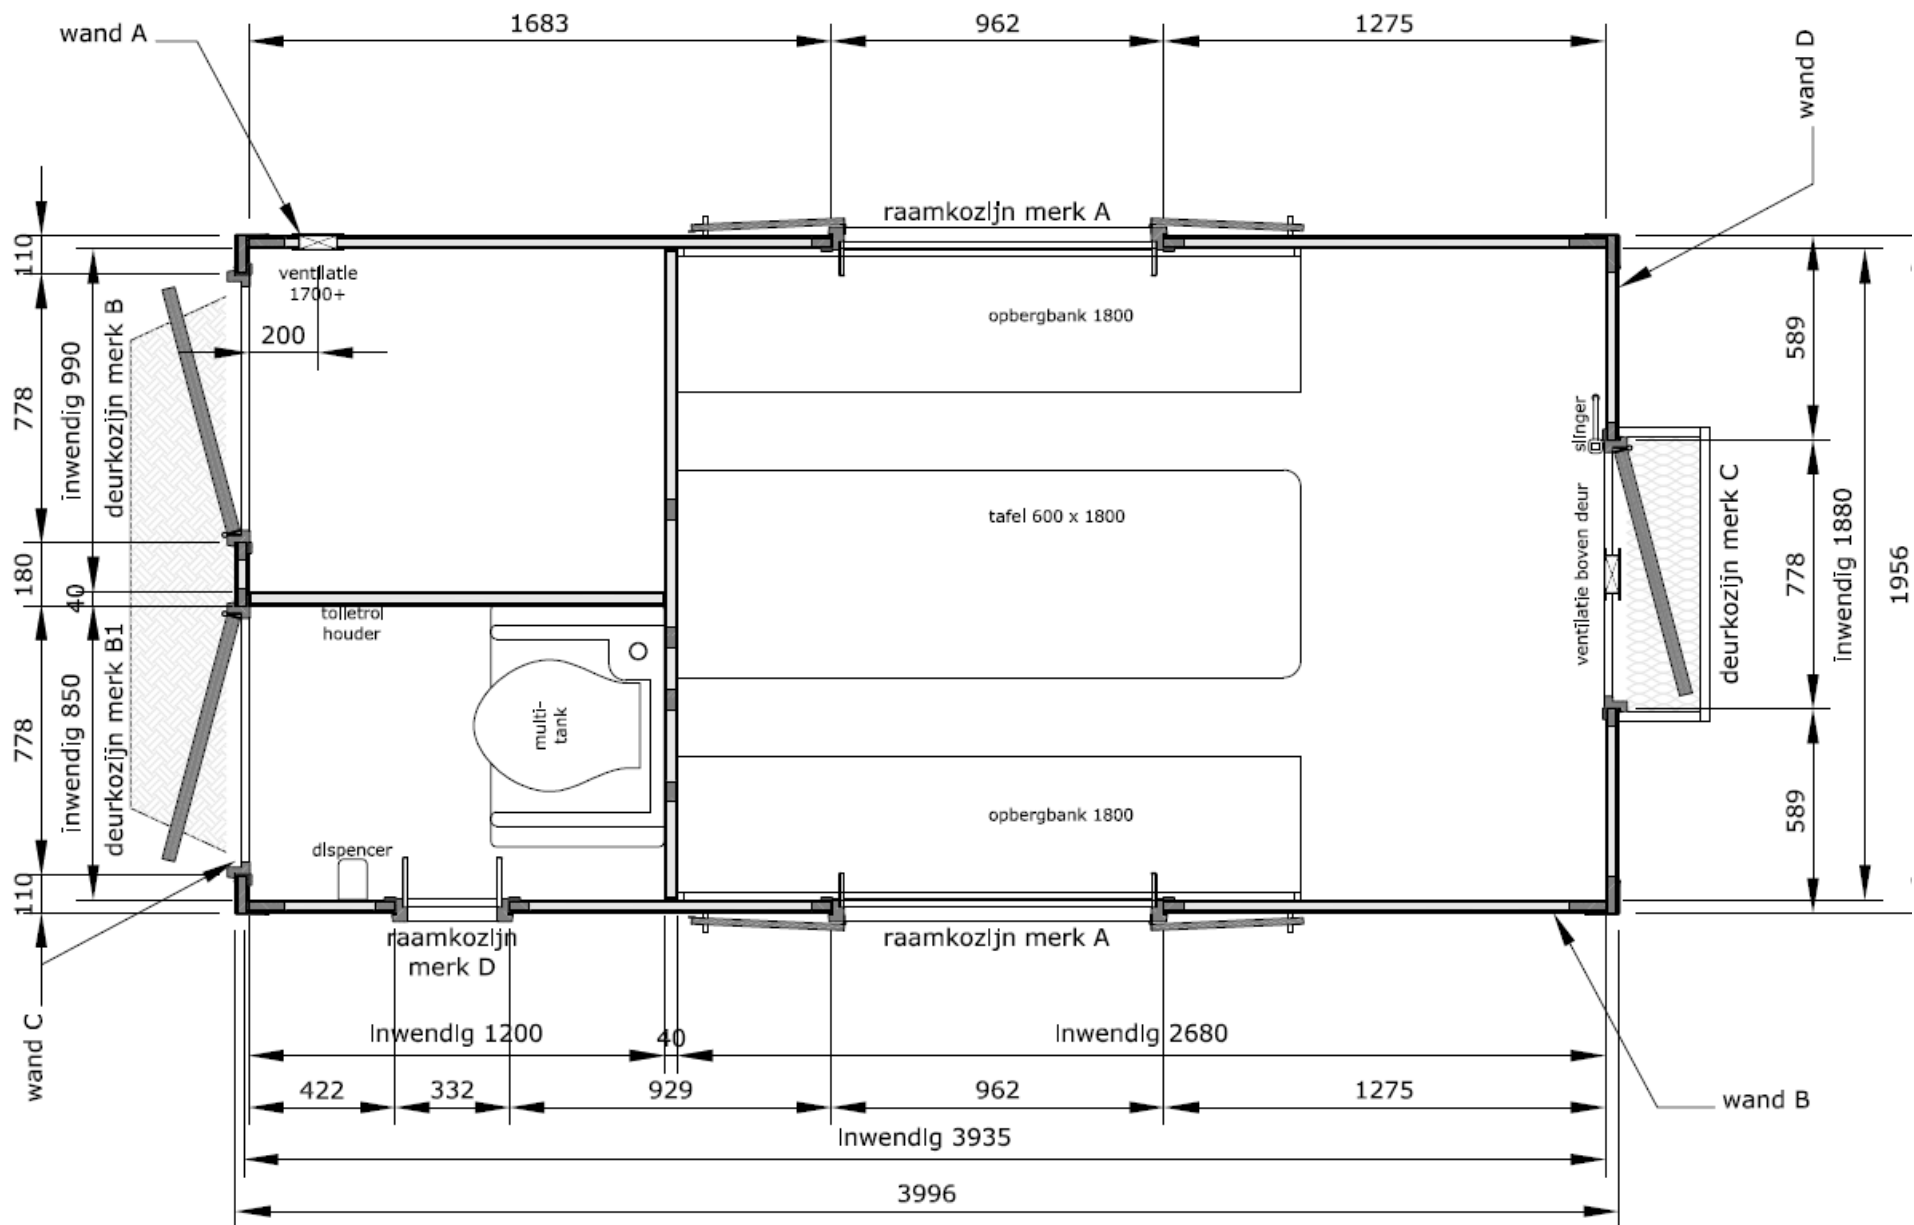 1683
962
1275
wand A
wand D
raamkozijn merk A
110
ventilatie
1700+
200
778
inwendig 990
deurkozijn merk B
opbergbank 1800
589
slinger
tafel 600 x 1800
ventilatie boven deur
778
deurkozijn merk C
inwendig 1880
1956
180
40
toiletrol
houder
multi-
tank
778
inwendig 850
deurkozijn merk B1
dispencer
opbergbank 1800
589
110
raamkozijn
merk D
raamkozijn merk A
wand C
Inwendig 1200
40
Inwendig 2680
422
332
929
962
1275
wand B
Inwendig 3935
3996